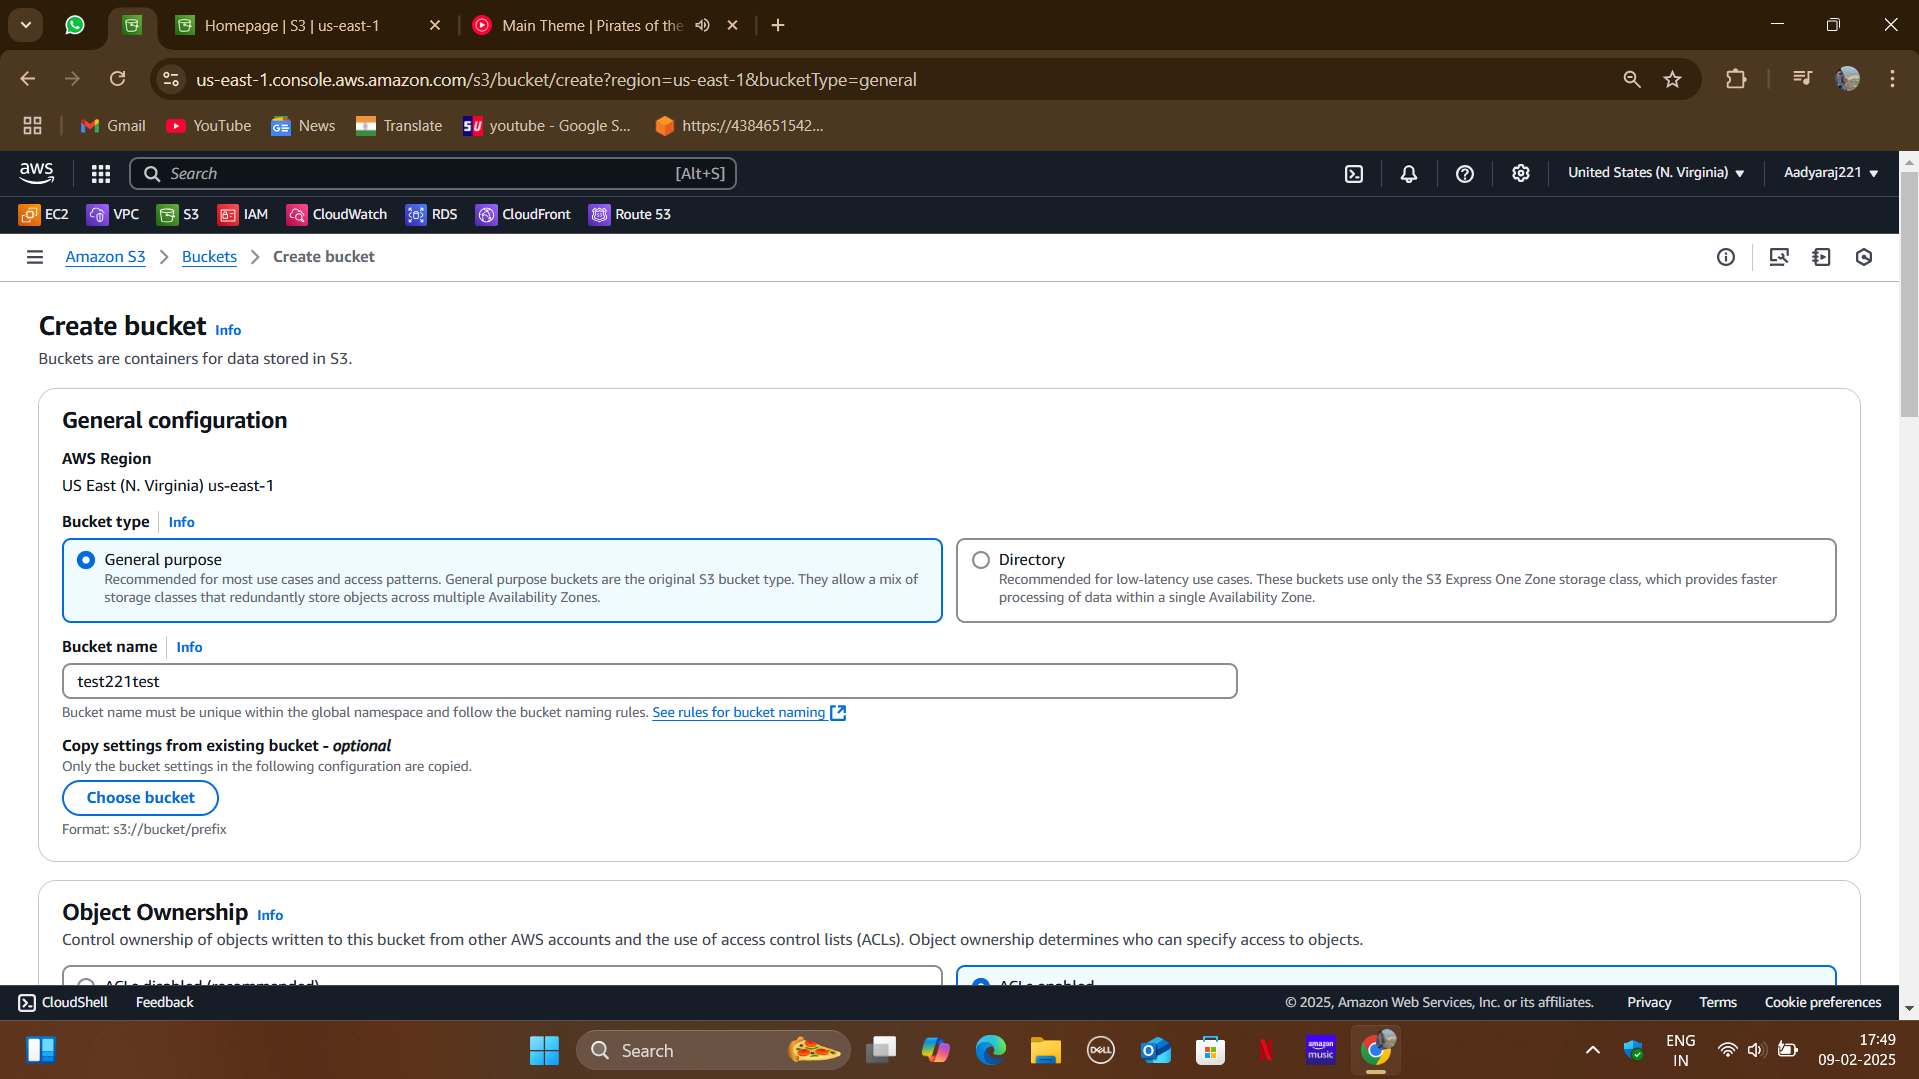 Homepage | S3 | us-east-1
Main Theme | Pirates of the
us-east-1.console.aws.amazon.com/s3/bucket/create?region=us-east-1&bucketType=general
Gmail
YouTube
News
Translate
SU youtube - Google S...
https://4384651542...
aws
Search
[Alt+S]
United States (N. Virginia)
Aadyaraj221
EC2
VPC
S3
IAM
CloudWatch
RDS
CloudFront
Route 53
Amazon S3
Buckets
Create bucket
Create bucket Info
Buckets are containers for data stored in S3.
General configuration
AWS Region
US East (N. Virginia) us-east-1
Bucket type Info
General purpose
Recommended for most use cases and access patterns. General purpose buckets are the original S3 bucket type. They allow a mix of
storage classes that redundantly store objects across multiple Availability Zones.
Directory
Recommended for low-latency use cases. These buckets use only the S3 Express One Zone storage class, which provides faster
processing of data within a single Availability Zone.
Bucket name Info
test221test
Bucket name must be unique within the global namespace and follow the bucket naming rules. See rules for bucket naming
Copy settings from existing bucket - optional
Only the bucket settings in the following configuration are copied.
Choose bucket
Format: s3://bucket/prefix
Object Ownership Info
Control ownership of objects written to this bucket from other AWS accounts and the use of access control lists (ACLs). Object ownership determines who can specify access to objects.
ACLs disabled (recommended)
ACLs enabled
CloudShell
Feedback
© 2025, Amazon Web Services, Inc. or its affiliates.
Privacy
Terms
Cookie preferences
Search
DELL
amazon
music
ENG
IN
17:49
09-02-2025